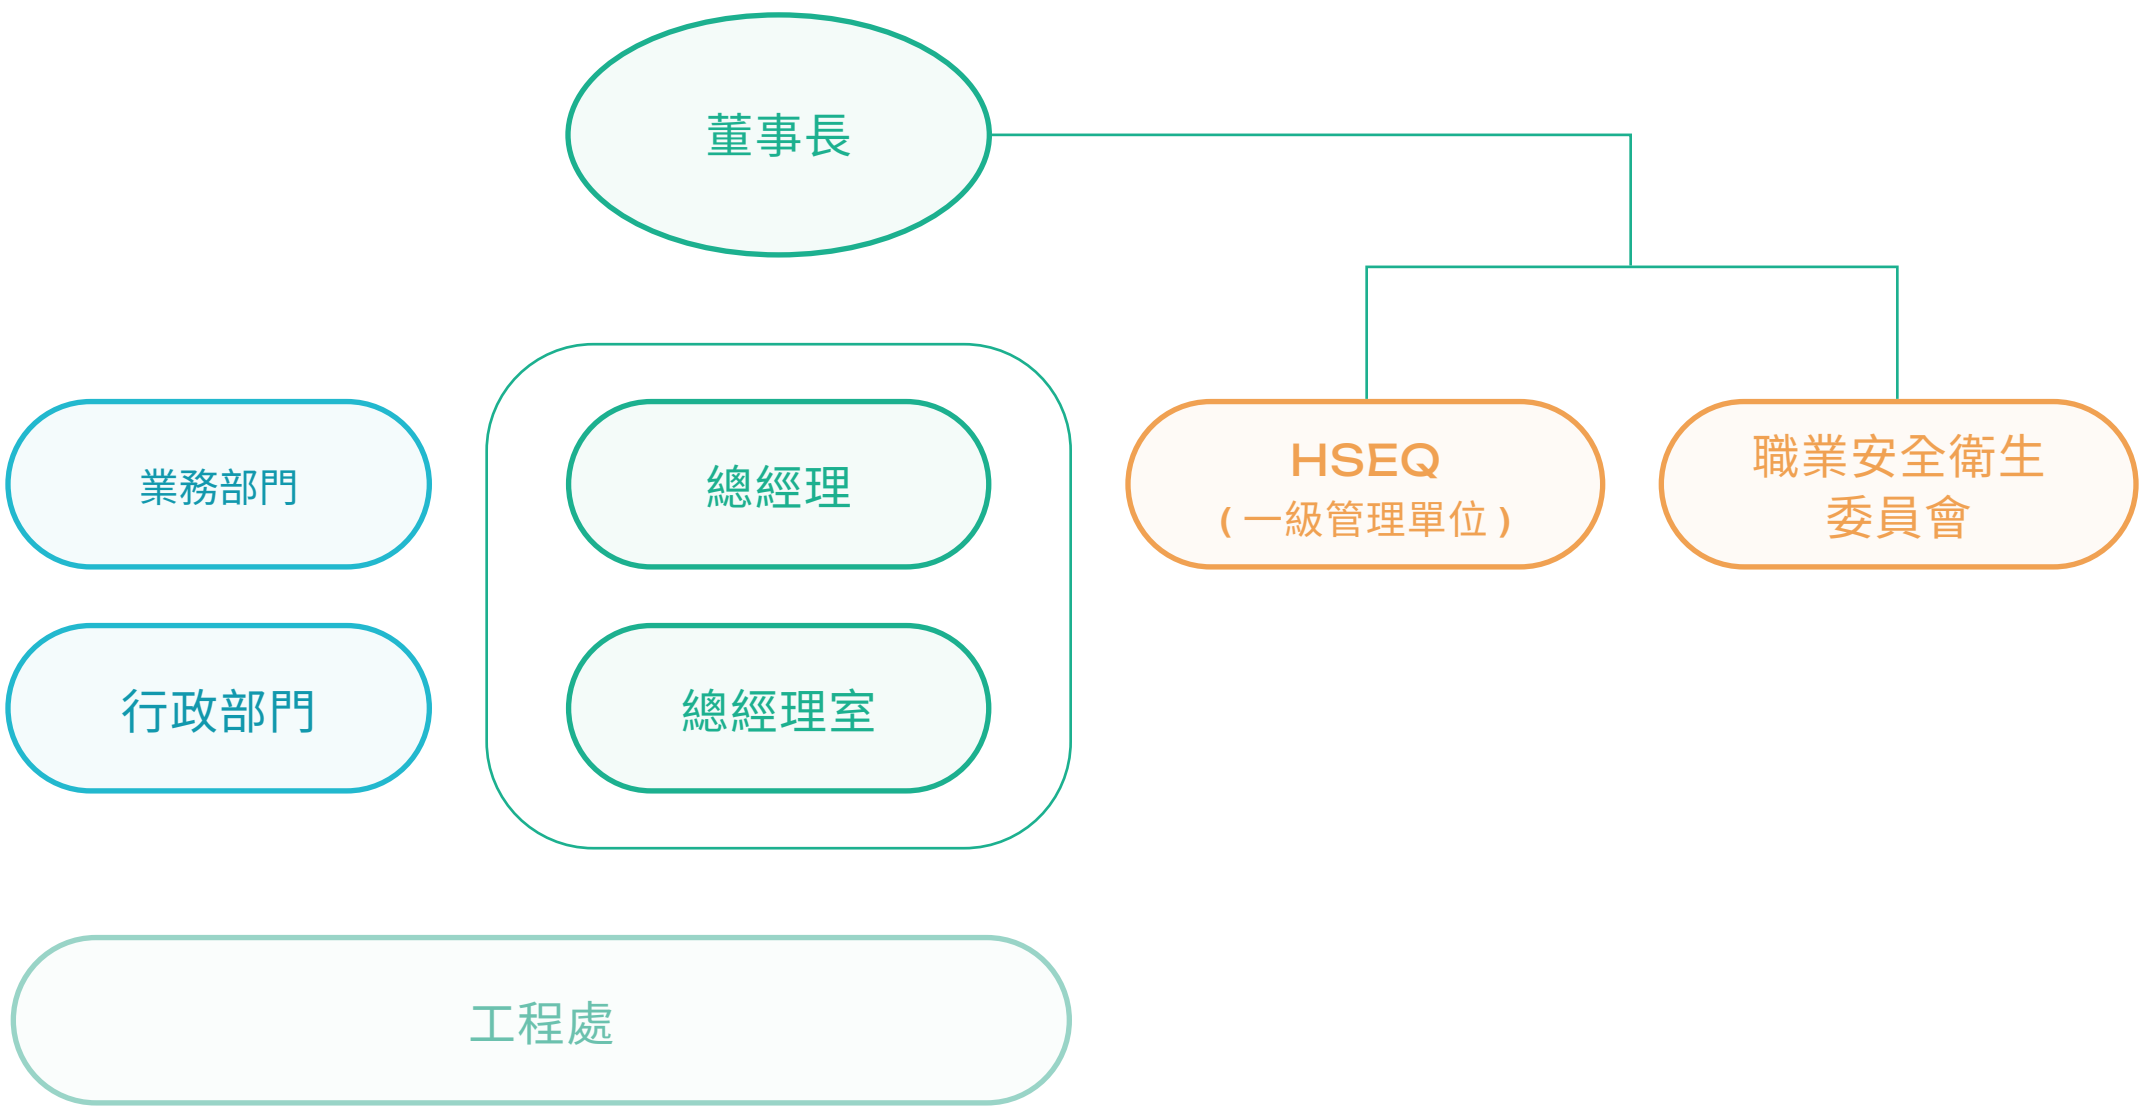 董事長
業務部門
總經理
HSEQ
( 一級管理單位 )
職業安全衛生
委員會
行政部門
總經理室
工程處